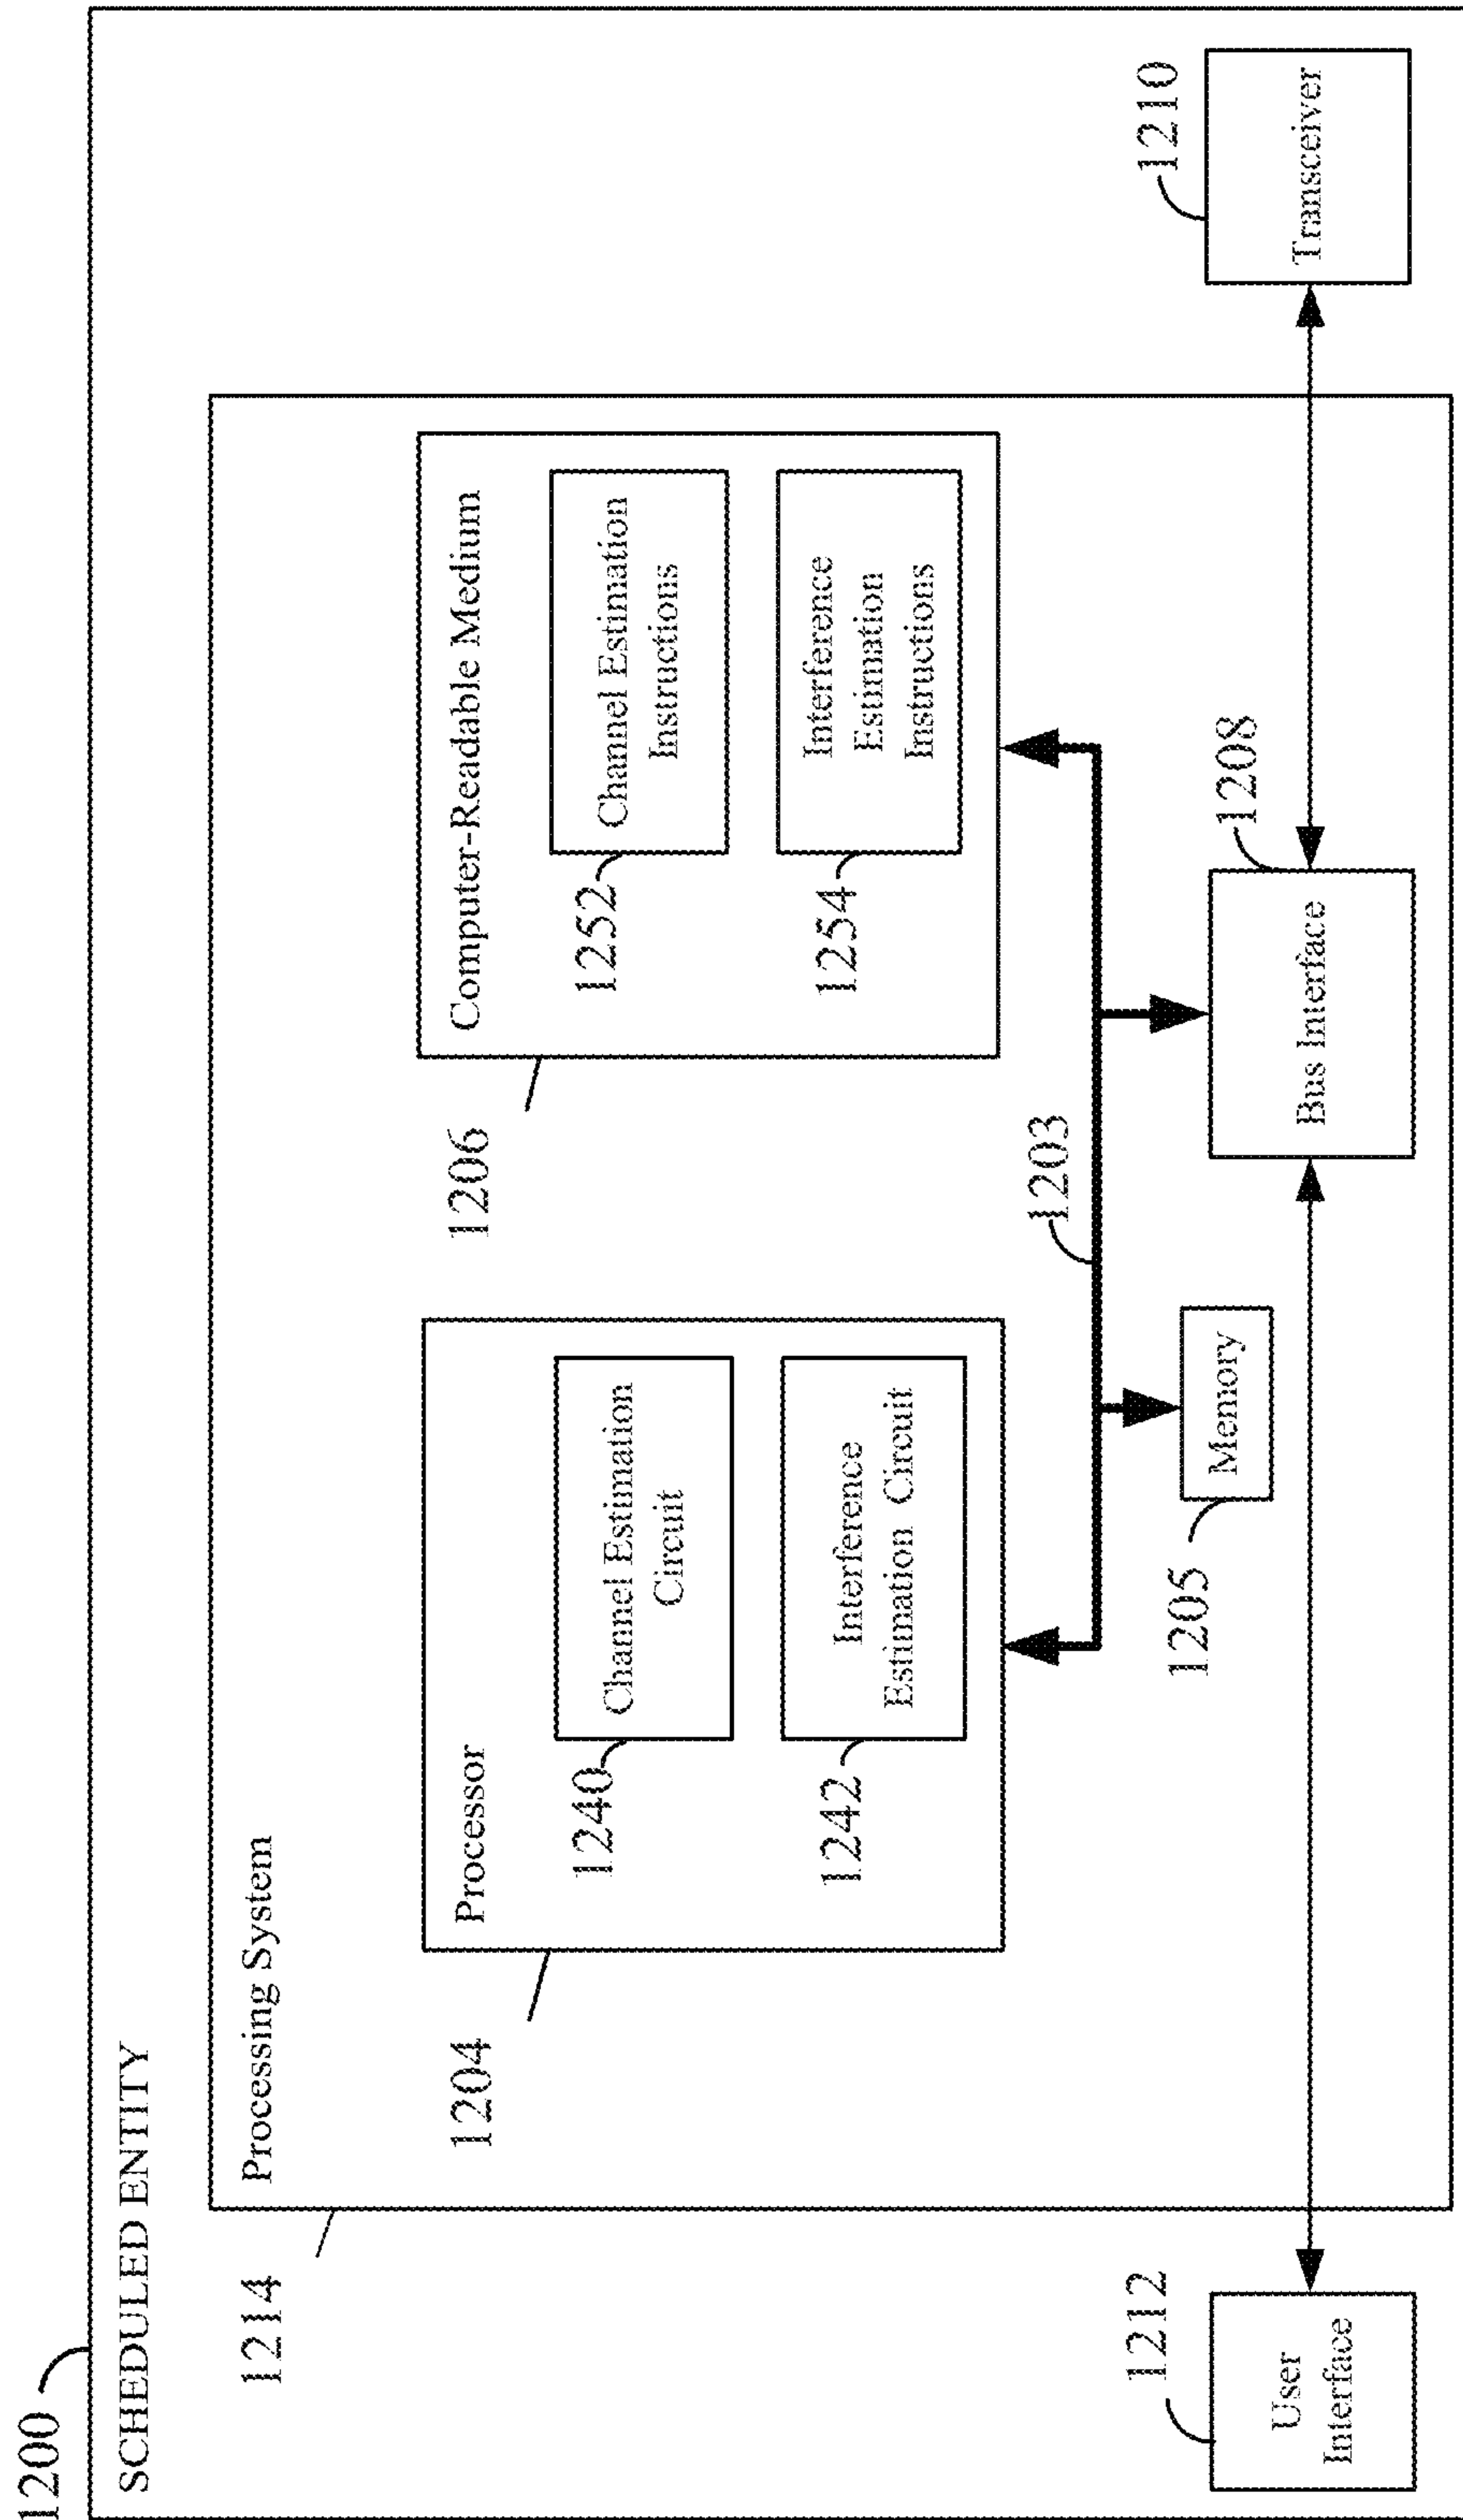 1200
SCHEDULED ENTITY
1214
Processing System
1204
Processor
1240
Channel Estimation
Circuit
1242
Interference
Estimation Circuit
1206
Computer-Readable Medium
1252
Channel Estimation
Instructions
1254
Interference
Estimation
Instructions
1203
1205
Memory
1208
Bus Interface
1212
User
Interface
1210
Transceiver